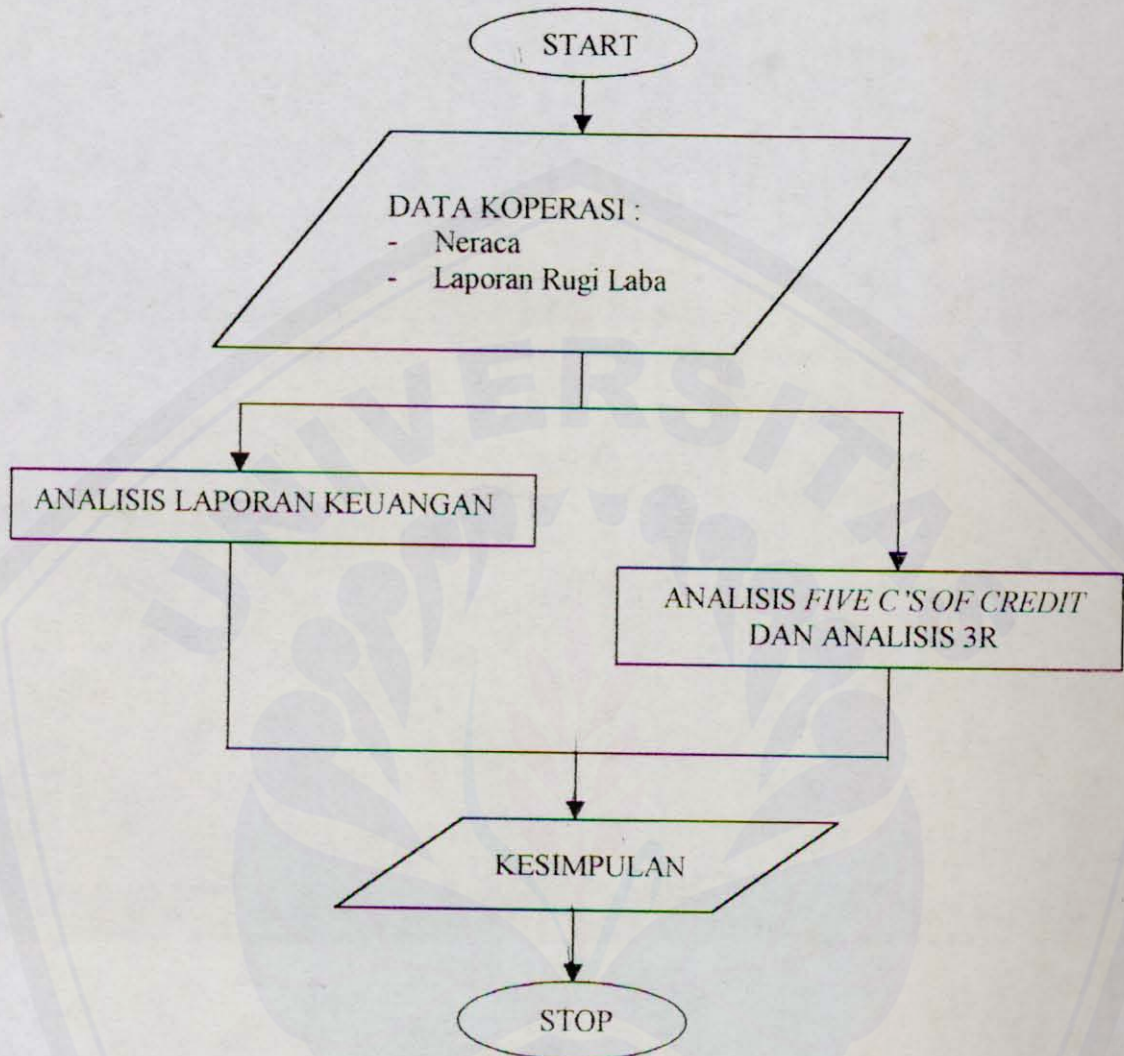 START
DATA KOPERASI :
- Neraca
- Laporan Rugi Laba
ANALISIS LAPORAN KEUANGAN
ANALISIS FIVE C'S OF CREDIT
DAN ANALISIS 3R
KESIMPULAN
STOP
UNIVERSITAS